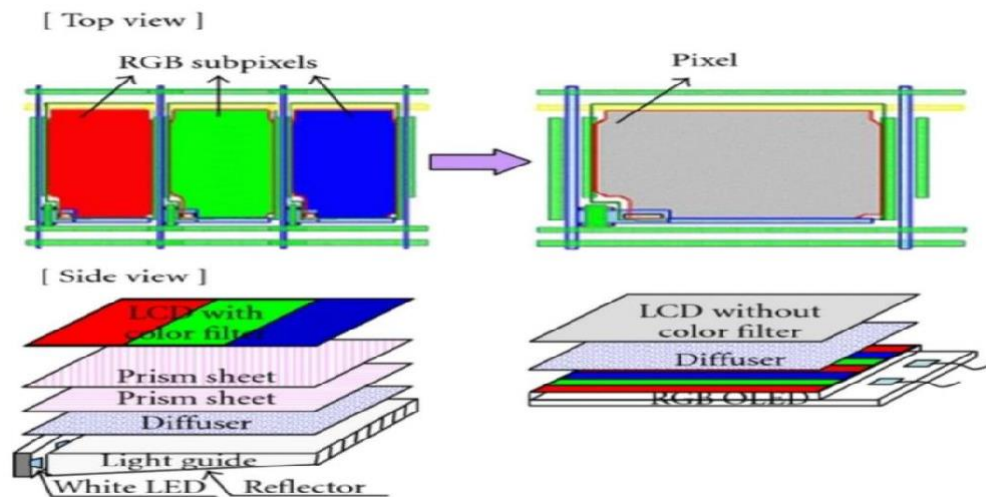 [ Top view ]
RGB subpixels
Pixel
[ Side view ]
LCD with
color filter
Prism sheet
Prism sheet
Diffuser
Light guide
White LED
Reflector
LCD without
color filter
Diffuser
RGB OLED